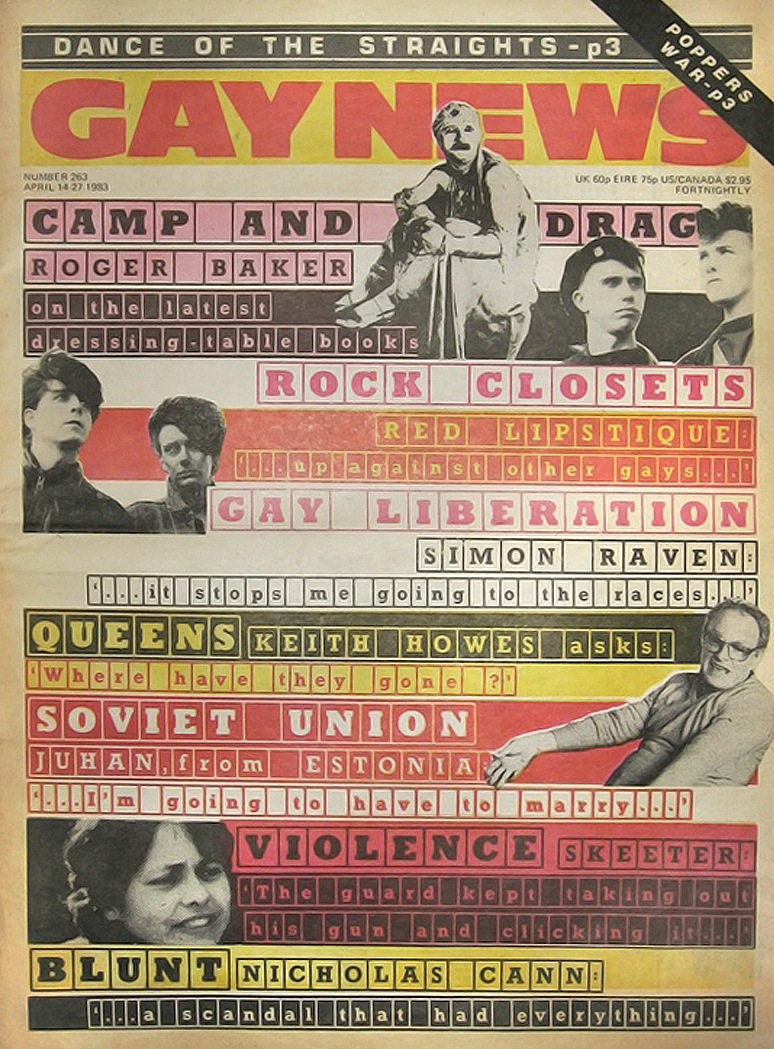 DANCE OF THE STRAIGHTS-p3
POPPERS
WAR-p3
GAY NEWS
NUMBER 263
APRIL 14-27 1983
UK 60p EIRE 75p US/CANADA $2.95
FORTNIGHTLY
CAMP AND DRAG
ROGER BAKER
on the latest
dressing-table books
ROCK CLOSETS
RED LIPSTIQUE:
'...up against other gays...'
GAY LIBERATION
SIMON RAVEN:
'...it stops me going to the races...'
QUEENS KEITH HOWES asks:
'Where have they gone ?'
SOVIET UNION
JUHAN, from ESTONIA:
'...I'm going to have to marry...'
VIOLENCE SKEETER:
'The guard kept taking out
his gun and clicking it...'
BLUNT NICHOLAS CANN:
'...a scandal that had everything...'